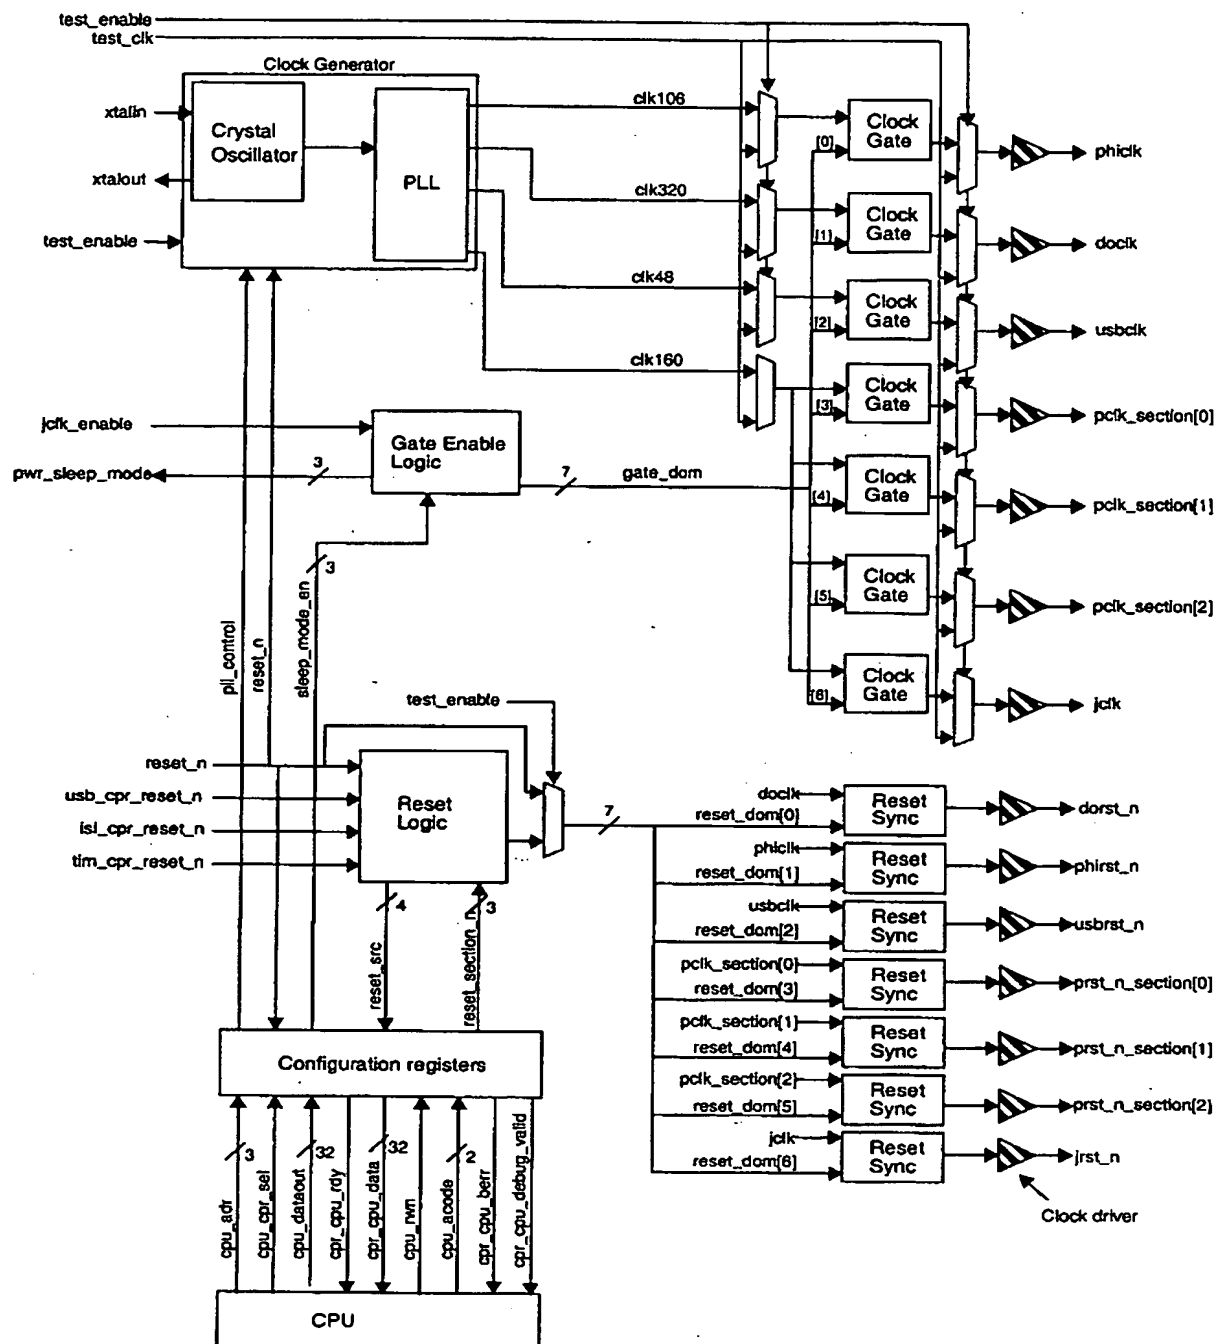 test_enable
test_clk
Clock Generator
xtalin
Crystal
Oscillator
xtalout
PLL
test_enable
clk106
clk320
clk48
clk160
[0]
Clock
Gate
phiclk
[1]
Clock
Gate
doclk
[2]
Clock
Gate
usbclk
[3]
Clock
Gate
pclk_section[0]
[4]
Clock
Gate
pclk_section[1]
[5]
Clock
Gate
pclk_section[2]
[6]
Clock
Gate
jclk
jclk_enable
Gate Enable
Logic
pwr_sleep_mode
3
7
gate_dom
3
pll_control
reset_n
sleep_mode_en
test_enable
reset_n
usb_cpr_reset_n
isi_cpr_reset_n
tim_cpr_reset_n
Reset
Logic
7
4
3
reset_src
reset_section_n
doclk
reset_dom[0]
Reset
Sync
dorst_n
phiclk
reset_dom[1]
Reset
Sync
phirst_n
usbclk
reset_dom[2]
Reset
Sync
usbrst_n
pclk_section[0]
reset_dom[3]
Reset
Sync
prst_n_section[0]
pclk_section[1]
reset_dom[4]
Reset
Sync
prst_n_section[1]
pclk_section[2]
reset_dom[5]
Reset
Sync
prst_n_section[2]
jclk
reset_dom[6]
Reset
Sync
jrst_n
Clock driver
Configuration registers
3
32
32
2
cpu_adr
cpu_cpr_sel
cpu_dataout
cpr_cpu_rdy
cpr_cpu_data
cpu_rwn
cpu_acode
cpr_cpu_berr
cpr_cpu_debug_valid
CPU